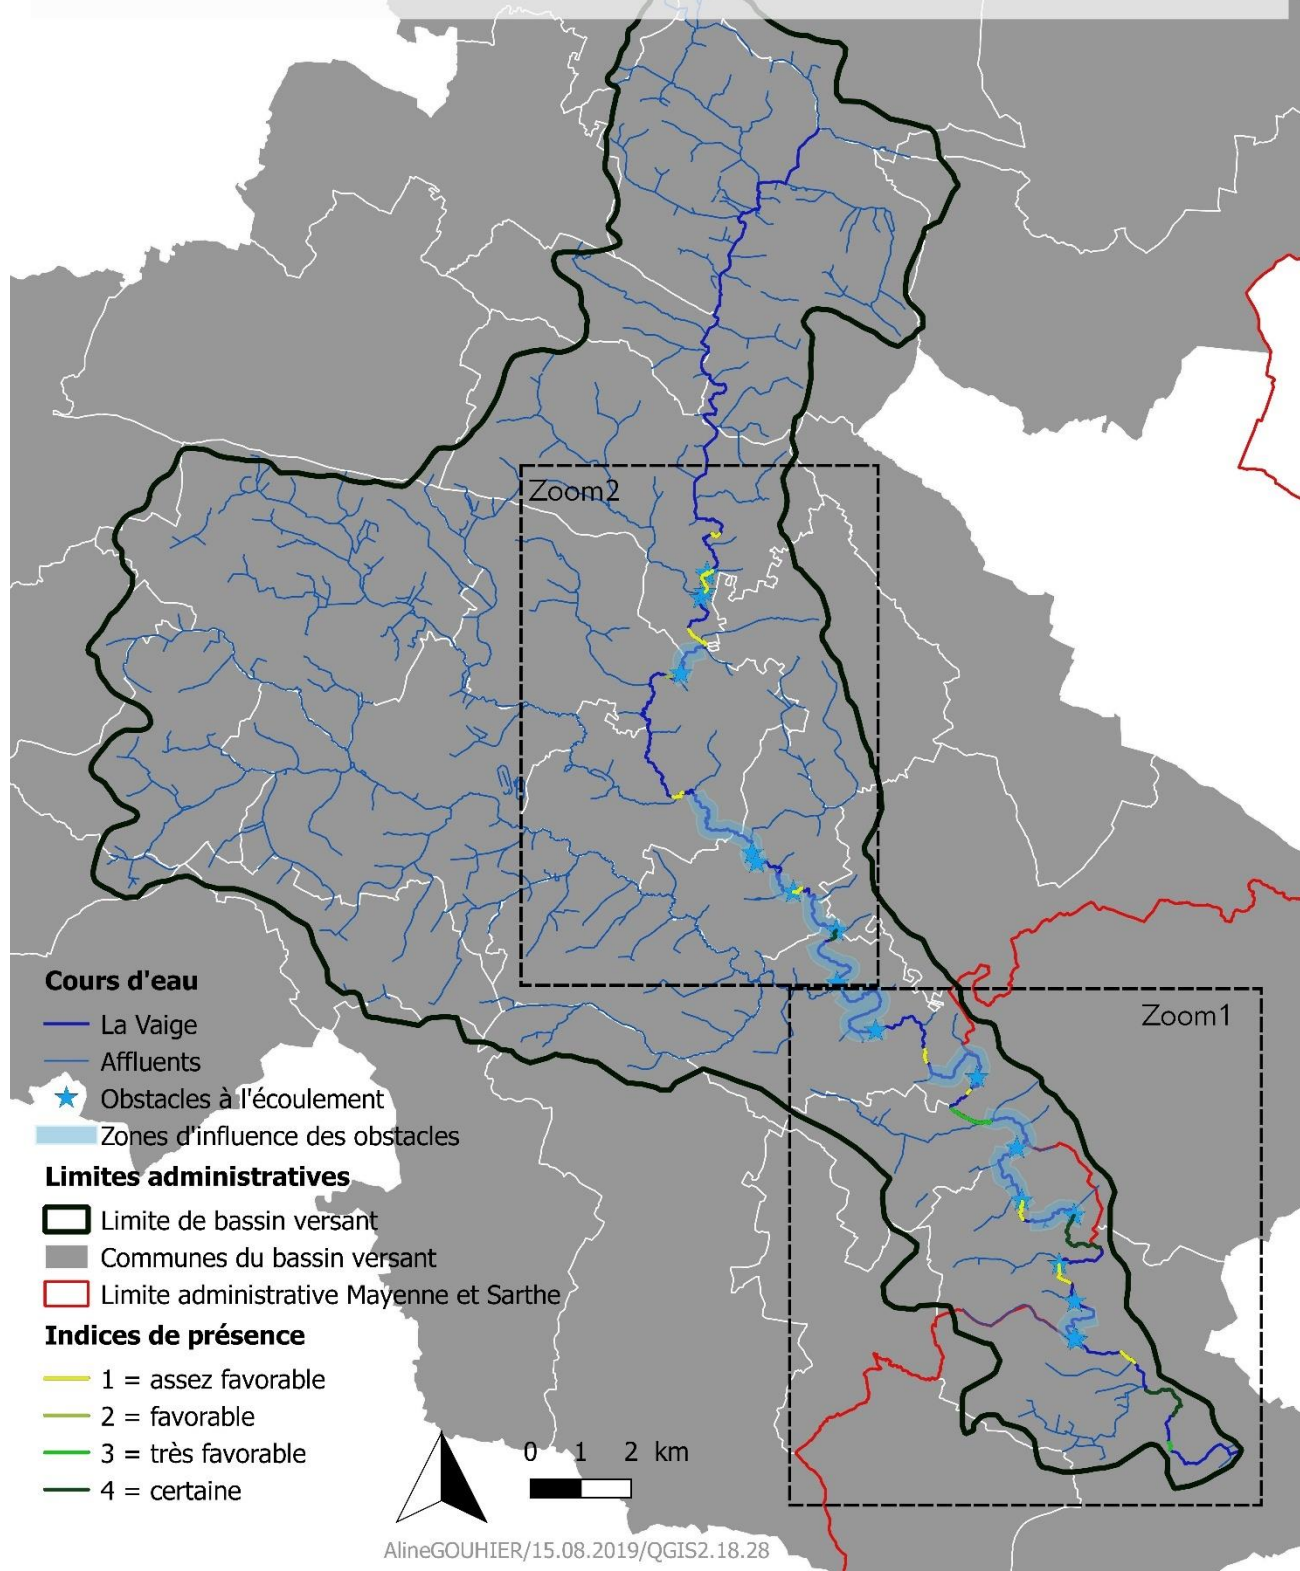 Zoom2
Zoom1
Cours d'eau
La Vaige
Affluents
Obstacles à l'écoulement
Zones d'influence des obstacles
Limites administratives
Limite de bassin versant
Communes du bassin versant
Limite administrative Mayenne et Sarthe
Indices de présence
1 = assez favorable
2 = favorable
3 = très favorable
4 = certaine
0 1 2 km
AlineGOUHIER/15.08.2019/QGIS2.18.28